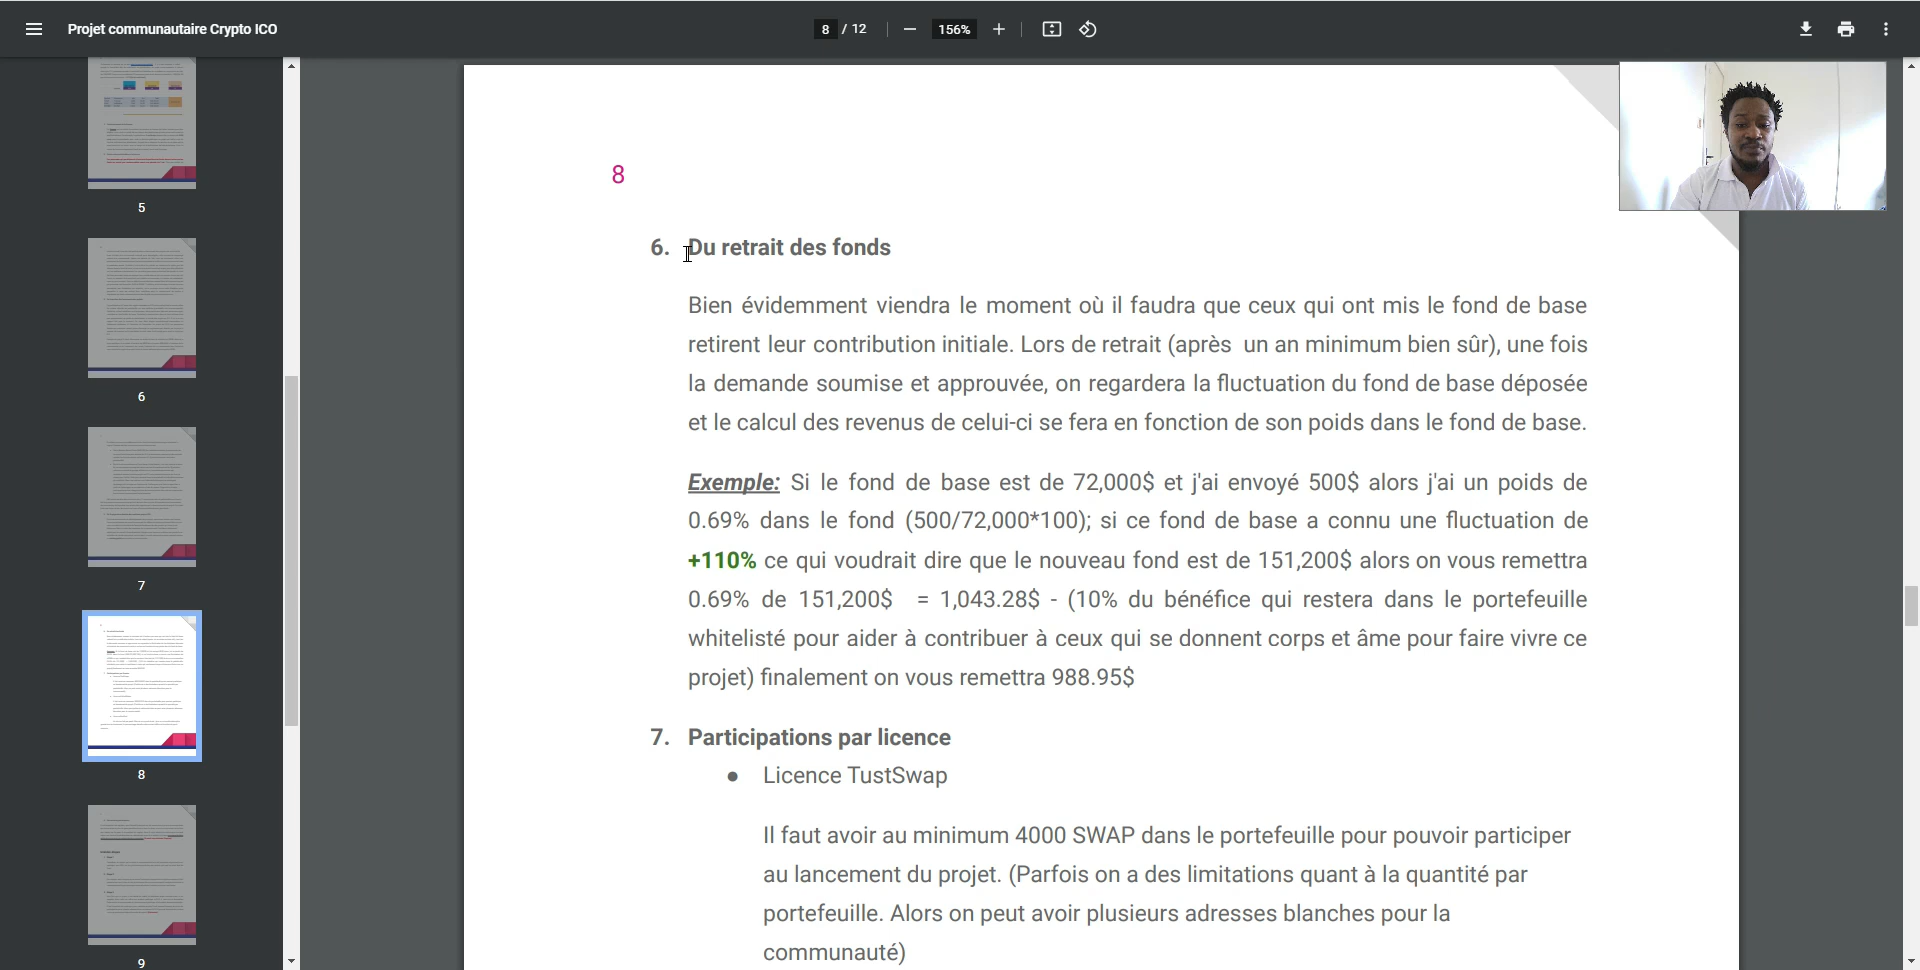 Projet communautaire Crypto ICO
8 / 12
156%
5
6
7
8
9
8
6. Du retrait des fonds
Bien évidemment viendra le moment où il faudra que ceux qui ont mis le fond de base
retirent leur contribution initiale. Lors de retrait (après un an minimum bien sûr), une fois
la demande soumise et approuvée, on regardera la fluctuation du fond de base déposée
et le calcul des revenus de celui-ci se fera en fonction de son poids dans le fond de base.
Exemple: Si le fond de base est de 72,000$ et j'ai envoyé 500$ alors j'ai un poids de
0.69% dans le fond (500/72,000*100); si ce fond de base a connu une fluctuation de
+110% ce qui voudrait dire que le nouveau fond est de 151,200$ alors on vous remettra
0.69% de 151,200$ = 1,043.28$ - (10% du bénéfice qui restera dans le portefeuille
whitelisté pour aider à contribuer à ceux qui se donnent corps et âme pour faire vivre ce
projet) finalement on vous remettra 988.95$
7. Participations par licence
● Licence TustSwap
Il faut avoir au minimum 4000 SWAP dans le portefeuille pour pouvoir participer
au lancement du projet. (Parfois on a des limitations quant à la quantité par
portefeuille. Alors on peut avoir plusieurs adresses blanches pour la
communauté)